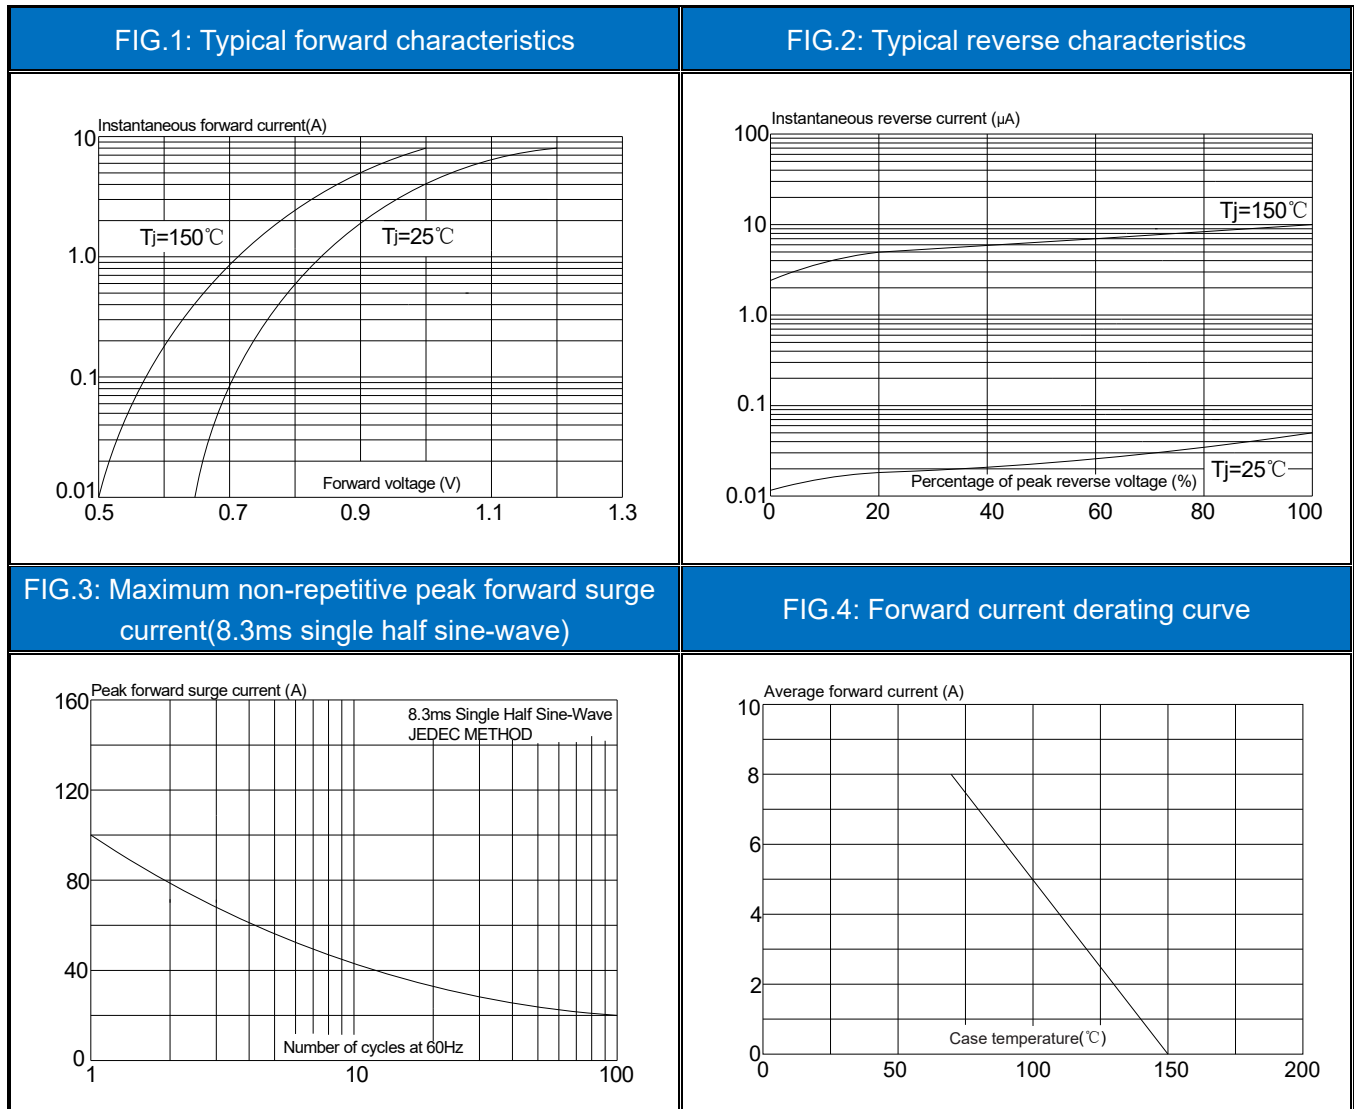 FIG.1: Typical forward characteristics
FIG.2: Typical reverse characteristics
Instantaneous forward current(A)
10
1.0
0.1
0.01
Tj=150℃
Tj=25℃
Forward voltage (V)
0.5
0.7
0.9
1.1
1.3
Instantaneous reverse current (μA)
100
10
1.0
0.1
0.01
Tj=150℃
Tj=25℃
Percentage of peak reverse voltage (%)
0
20
40
60
80
100
FIG.3: Maximum non-repetitive peak forward surge
current(8.3ms single half sine-wave)
FIG.4: Forward current derating curve
Peak forward surge current (A)
160
120
80
40
0
8.3ms Single Half Sine-Wave
JEDEC METHOD
Number of cycles at 60Hz
1
10
100
Average forward current (A)
10
8
6
4
2
0
Case temperature(℃)
0
50
100
150
200